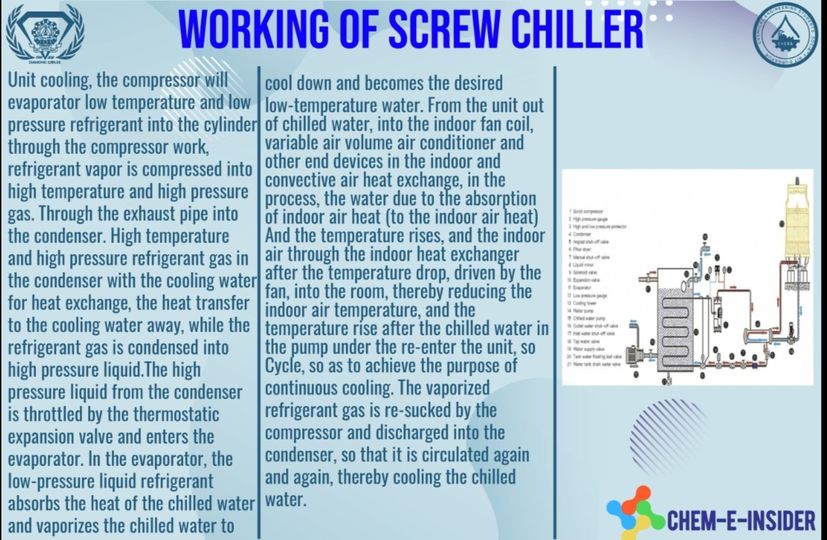 WORKING OF SCREW CHILLER
Unit cooling, the compressor will
evaporator low temperature and low
pressure refrigerant into the cylinder
through the compressor work,
refrigerant vapor is compressed into
high temperature and high pressure
gas. Through the exhaust pipe into
the condenser. High temperature
and high pressure refrigerant gas in
the condenser with the cooling water
for heat exchange, the heat transfer
to the cooling water away, while the
refrigerant gas is condensed into
high pressure liquid.The high
pressure liquid from the condenser
is throttled by the thermostatic
expansion valve and enters the
evaporator. In the evaporator, the
low-pressure liquid refrigerant
absorbs the heat of the chilled water
and vaporizes the chilled water to
cool down and becomes the desired
low-temperature water. From the unit out
of chilled water, into the indoor fan coil,
variable air volume air conditioner and
other end devices in the indoor and
convective air heat exchange, in the
process, the water due to the absorption
of indoor air heat (to the indoor air heat)
And the temperature rises, and the indoor
air through the indoor heat exchanger
after the temperature drop, driven by the
fan, into the room, thereby reducing the
indoor air temperature, and the
temperature rise after the chilled water in
the pump under the re-enter the unit, so
Cycle, so as to achieve the purpose of
continuous cooling. The vaporized
refrigerant gas is re-sucked by the
compressor and discharged into the
condenser, so that it is circulated again
and again, thereby cooling the chilled
water.
2 High pressure gauge
3 High and low pressure protector
4 Condenser
5 Angled shut-off valve
6 Filter dryer
7 Manual shut-off valve
8 Liquid mirror
9 Solenoid valve
10 Expansion valve
11 Evaporator
12 Low pressure gauge
13 Cooling tower
14 Water pump
15 Chilled water pump
16 Outlet water shut-off valve
17 Inlet water shut-off valve
18 Tap water valve
19 Water supply valve
20 Tank water floating ball valve
21 Water tank drain water valve
CHEM-E-INSIDER